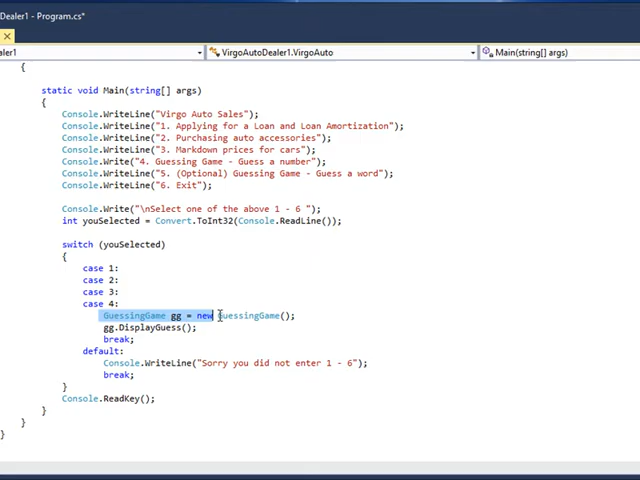 Dealer1 - Program.cs*
aler1 VirgoAutoDealer1.VirgoAuto Main(string[] args)
{
static void Main(string[] args)
{
Console.WriteLine("Virgo Auto Sales");
Console.WriteLine("1. Applying for a Loan and Loan Amortization");
Console.WriteLine("2. Purchasing auto accessories");
Console.WriteLine("3. Markdown prices for cars");
Console.Write("4. Guessing Game - Guess a number");
Console.WriteLine("5. (Optional) Guessing Game - Guess a word");
Console.WriteLine("6. Exit");
Console.Write("\nSelect one of the above 1 - 6 ");
int youSelected = Convert.ToInt32(Console.ReadLine());
switch (youSelected)
{
case 1:
case 2:
case 3:
case 4:
GuessingGame gg = new GuessingGame();
gg.DisplayGuess();
break;
default:
Console.WriteLine("Sorry you did not enter 1 - 6");
break;
}
Console.ReadKey();
}
}
}